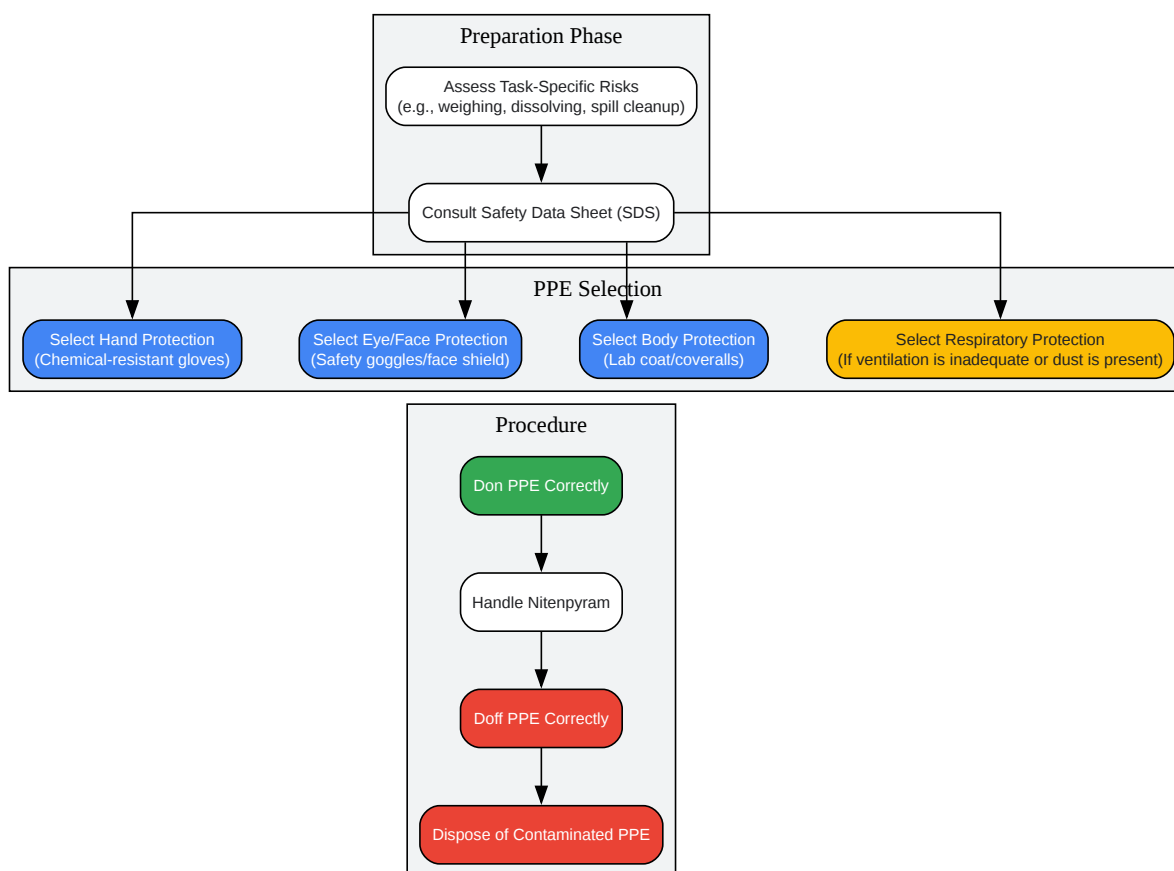 Preparation Phase
Assess Task-Specific Risks
(e.g., weighing, dissolving, spill cleanup)
Consult Safety Data Sheet (SDS)
PPE Selection
Select Hand Protection
(Chemical-resistant gloves)
Select Eye/Face Protection
(Safety goggles/face shield)
Select Body Protection
(Lab coat/coveralls)
Select Respiratory Protection
(If ventilation is inadequate or dust is present)
Procedure
Don PPE Correctly
Handle Nitenpyram
Doff PPE Correctly
Dispose of Contaminated PPE